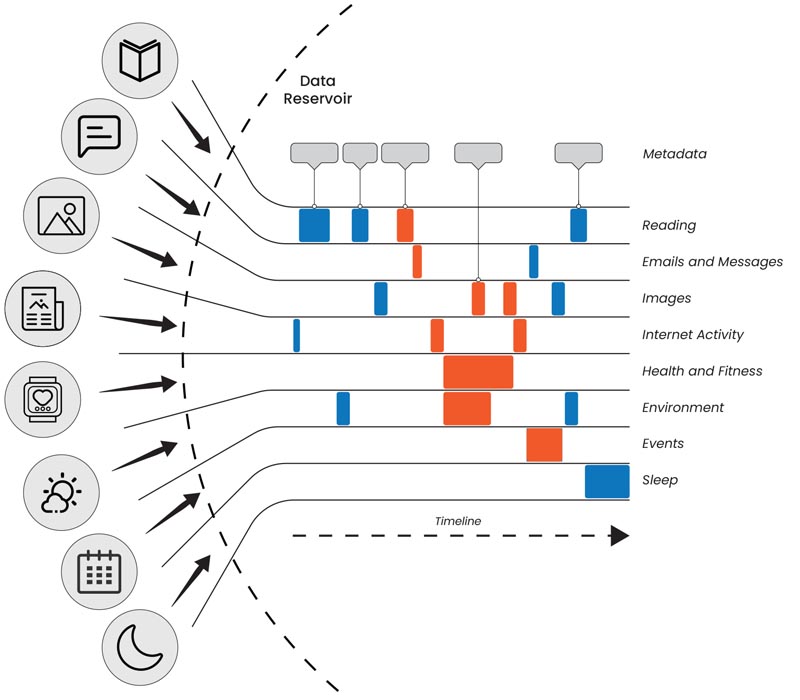 Data
Reservoir
Metadata
Reading
Emails and Messages
Images
Internet Activity
Health and Fitness
Environment
Events
Sleep
Timeline